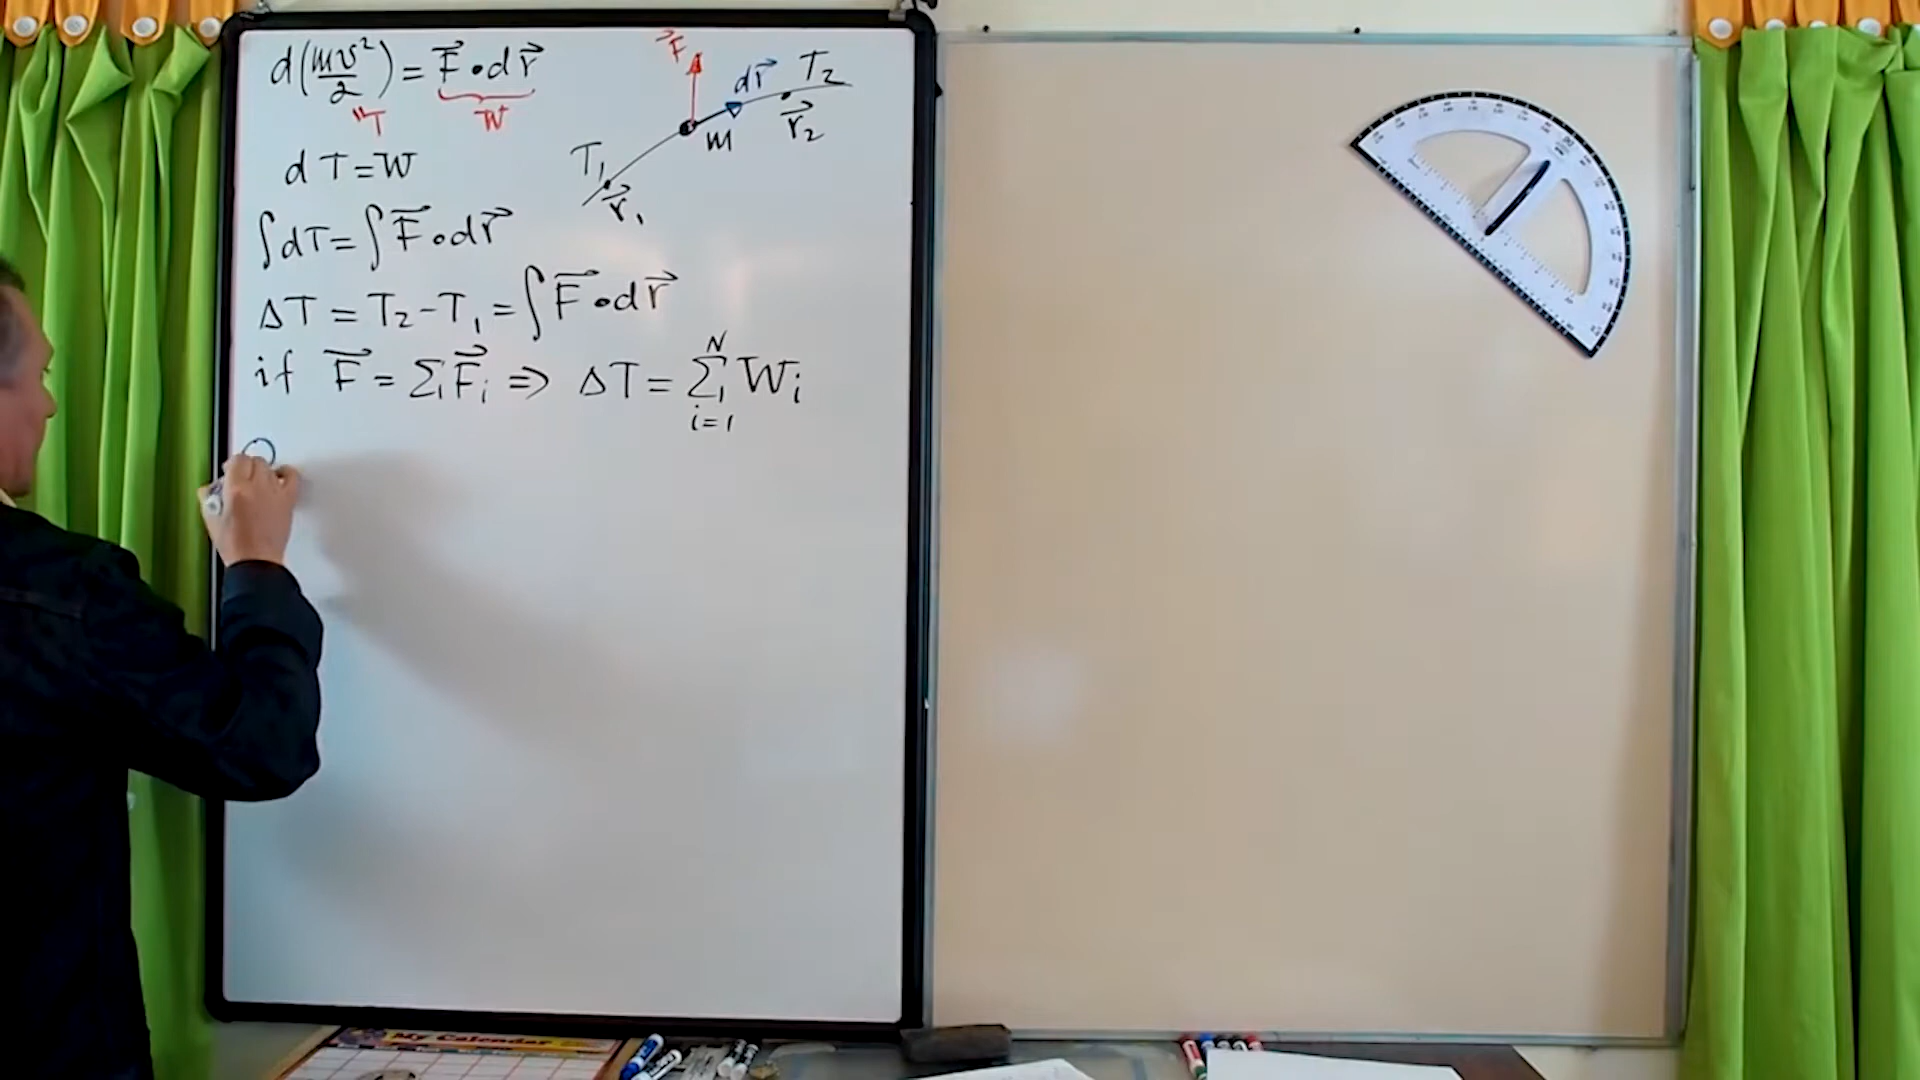 d(mv²/2) = F⃗ • dr⃗
"T W
dT = W
∫dT = ∫F⃗ • dr⃗
ΔT = T₂ - T₁ = ∫F⃗ • dr⃗
if F⃗ = Σ F⃗ᵢ ⇒ ΔT = Σᵢ₌₁ᴺ Wᵢ
F⃗
dr⃗
T₂
m
r⃗₂
T₁
r⃗₁
My Calendar